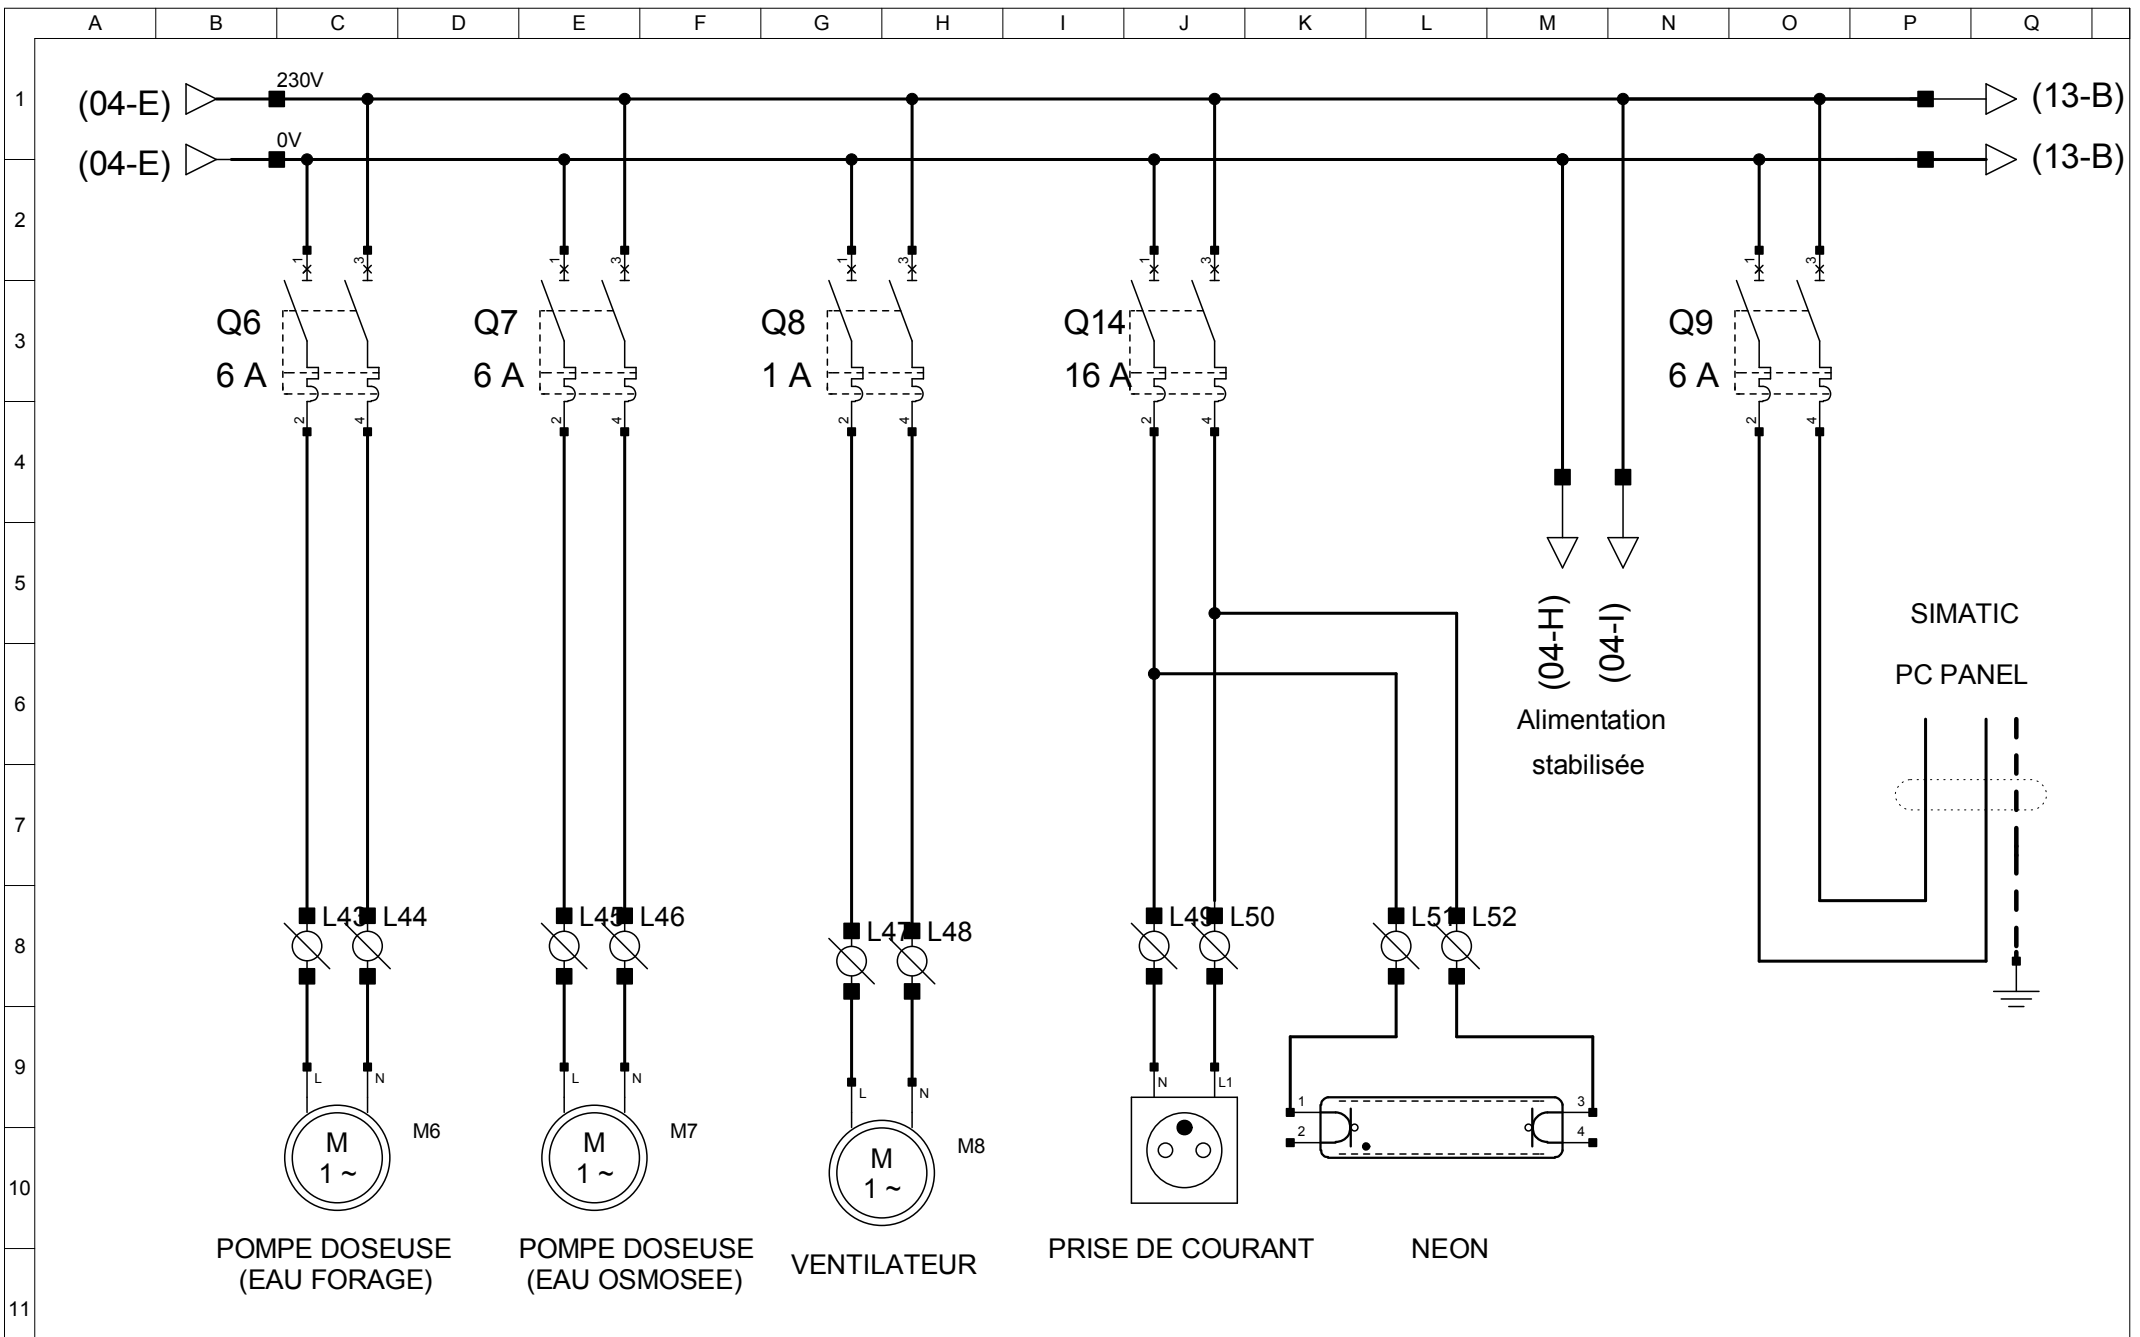 A B C D E F G H I J K L M N O P Q
230V
1 (04-E) (13-B)
0V
(04-E) (13-B)
2
1 3 1 3 1 3 1 3 1 3
3 Q6 Q7 Q8 Q14 Q9
6 A 6 A 1 A 16 A 6 A
2 4 2 4 2 4 2 4 2 4
4
5
(04-H) (04-I)
SIMATIC
PC PANEL
6
Alimentation
stabilisée
7
8
L43 L44 L45 L46 L47 L48 L49 L50 L51 L52
9
L N L N L N N L1
1 3
2 4
M6 M7 M8
M M M
1 ~ 1 ~ 1 ~
10
POMPE DOSEUSE POMPE DOSEUSE VENTILATEUR PRISE DE COURANT NEON
(EAU FORAGE) (EAU OSMOSEE)
11